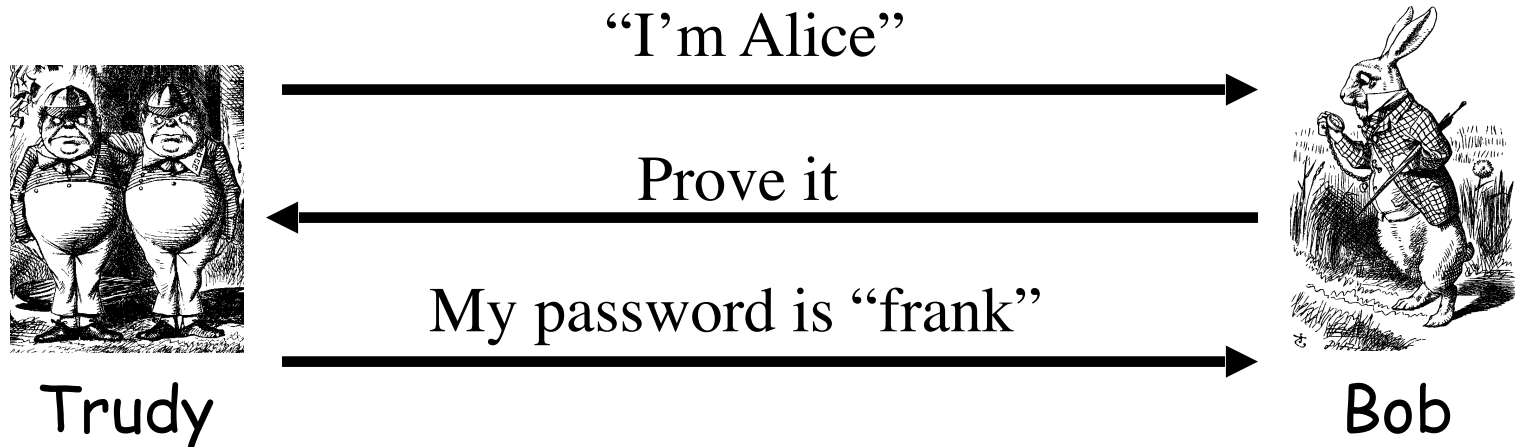 “I’m Alice”
Prove it
My password is “frank”
Trudy
Bob